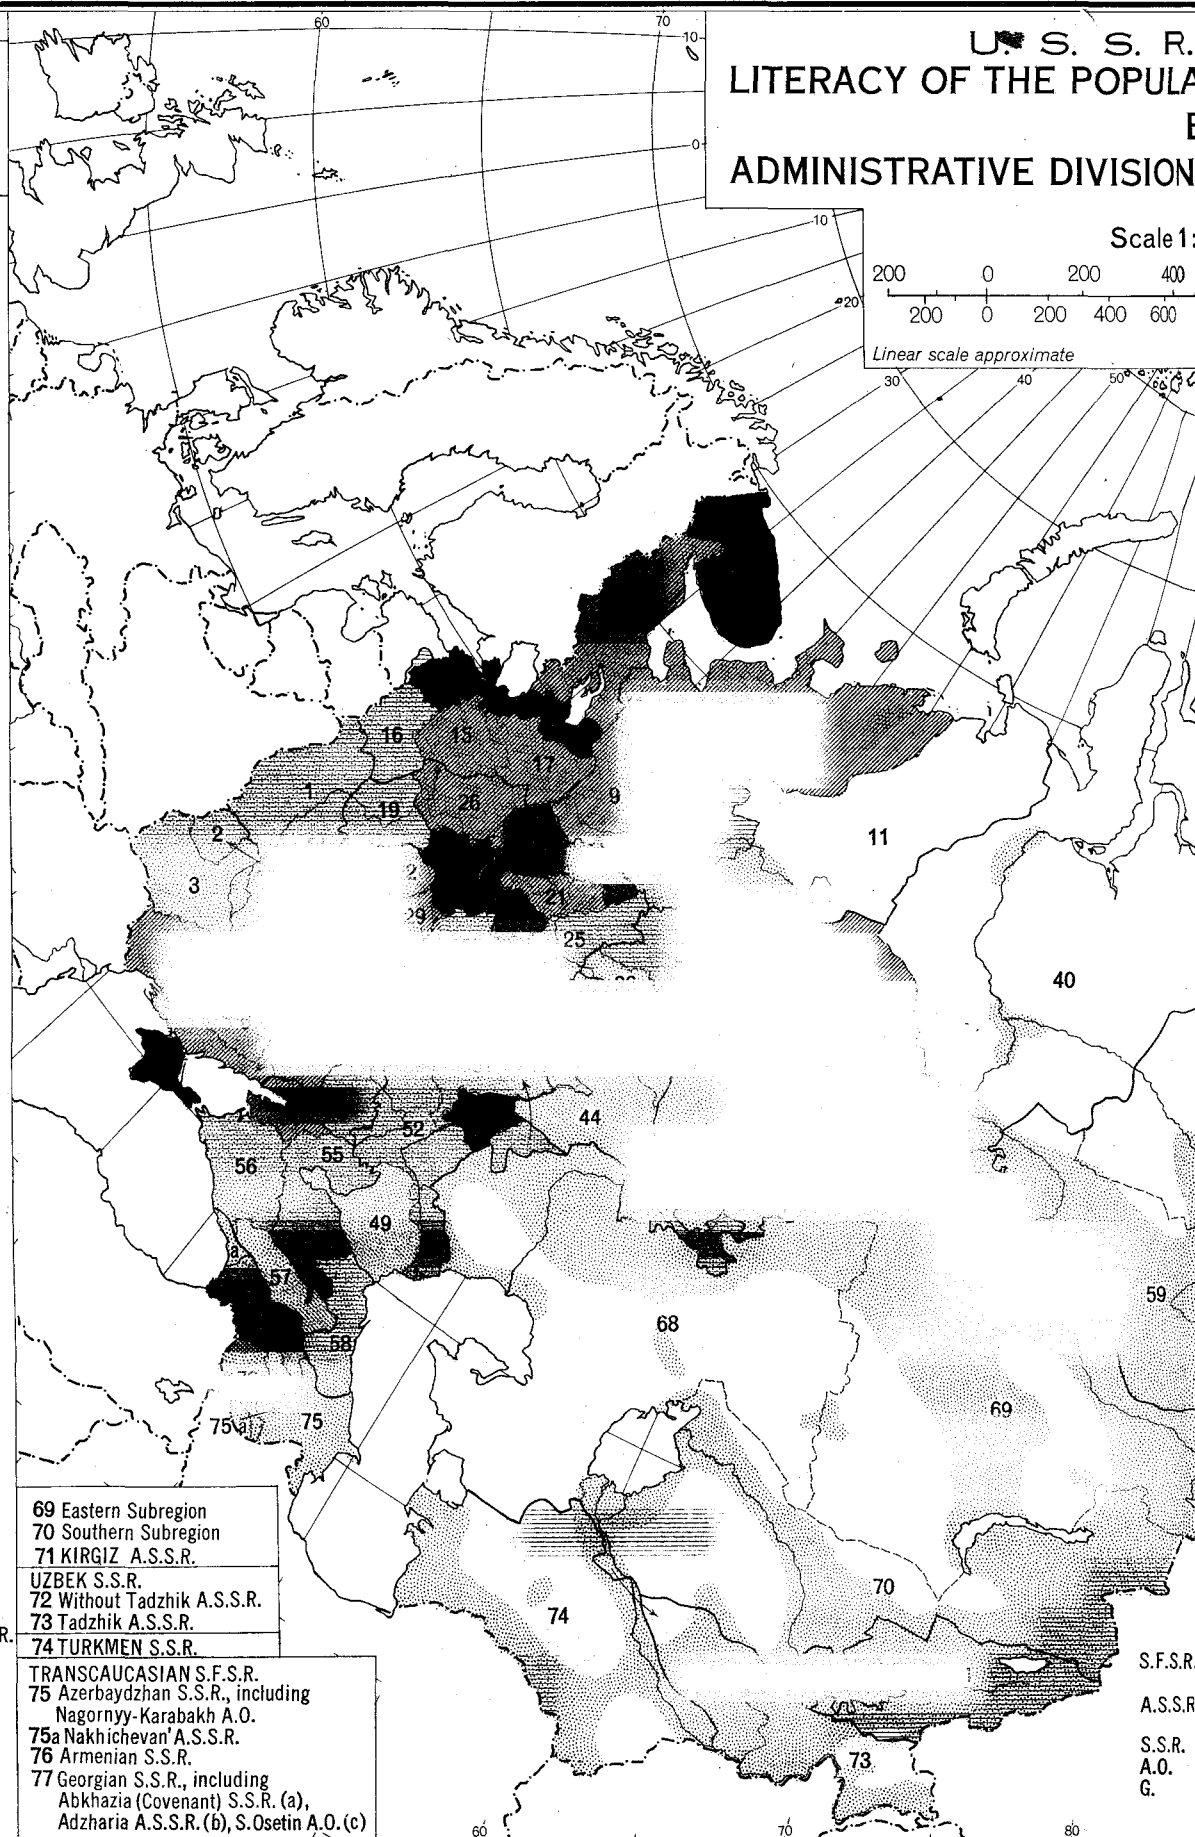 60
70
10
0
10
20
30
40
50
U. S. S. R.
LITERACY OF THE POPULA
ADMINISTRATIVE DIVISION
Scale 1:
200 0 200 400
200 0 200 400 600
Linear scale approximate
16
15
17
1
19
26
9
2
11
3
21
29
25
40
44
52
56
55
49
a
57
59
58
68
75a
75
69
70
74
73
69 Eastern Subregion
70 Southern Subregion
71 KIRGIZ A.S.S.R.
UZBEK S.S.R.
72 Without Tadzhik A.S.S.R.
73 Tadzhik A.S.S.R.
R.
74 TURKMEN S.S.R.
TRANSCAUCASIAN S.F.S.R.
75 Azerbaydzhan S.S.R., including
Nagornyy-Karabakh A.O.
75a Nakhichevan' A.S.S.R.
76 Armenian S.S.R.
77 Georgian S.S.R., including
Abkhazia (Covenant) S.S.R. (a),
Adzharia A.S.S.R. (b), S.Osetin A.O. (c)
S.F.S.R.
A.S.S.R
S.S.R.
A.O.
G.
60
70
80